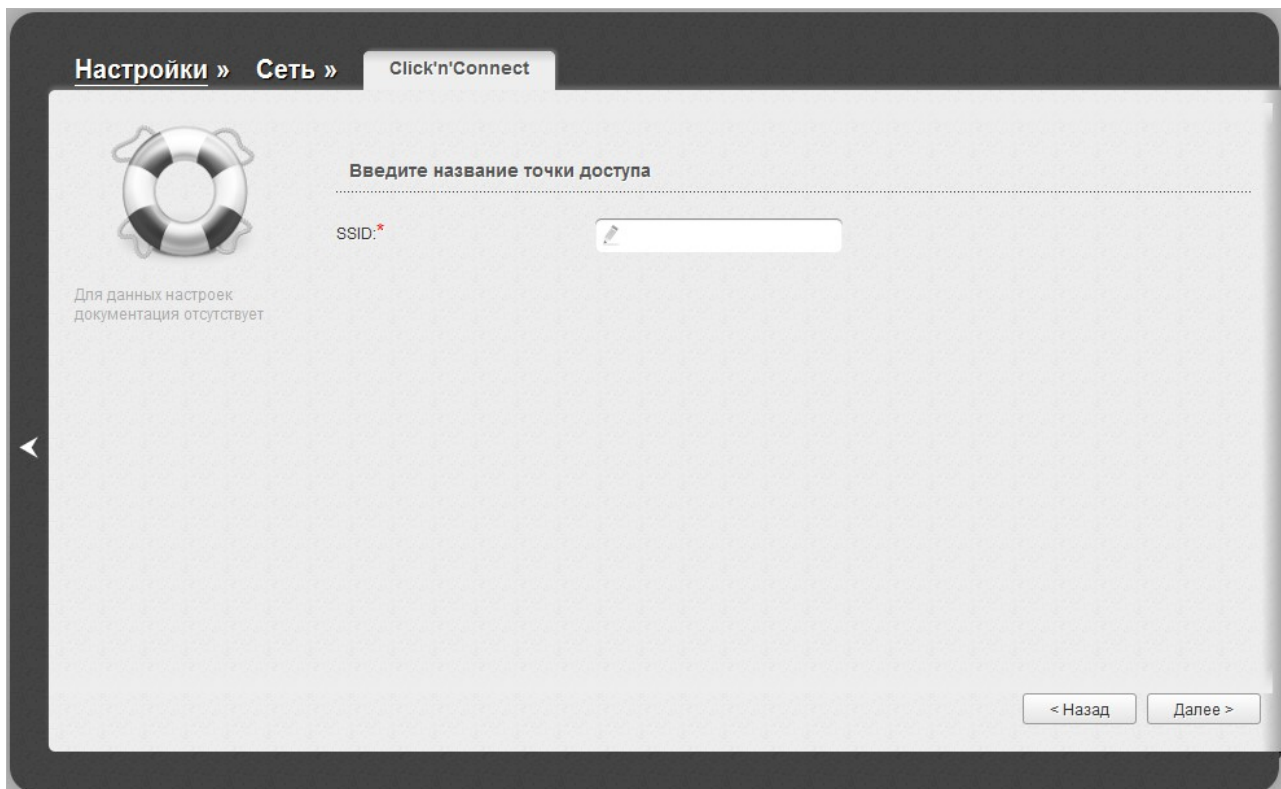 Настройки » Сеть » Click'n'Connect
Введите название точки доступа
SSID:*
Для данных настроек
документация отсутствует
< Назад Далее >